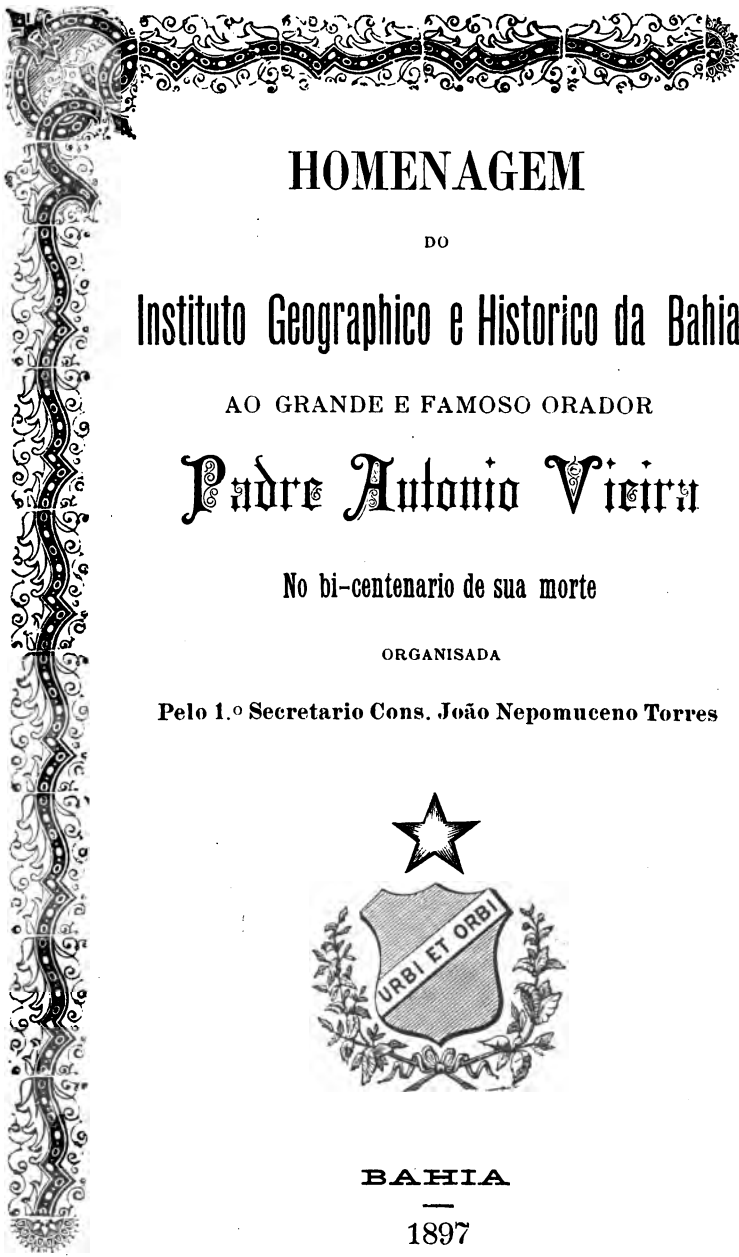 HOMENAGEM
DO
Instituto Geographico e Historico da Bahia
AO GRANDE E FAMOSO ORADOR
Padre Antonio Vieira
No bi-centenario de sua morte
ORGANISADA
Pelo 1.º Secretario Cons. João Nepomuceno Torres
URBI ET ORBI
BAHIA
1897